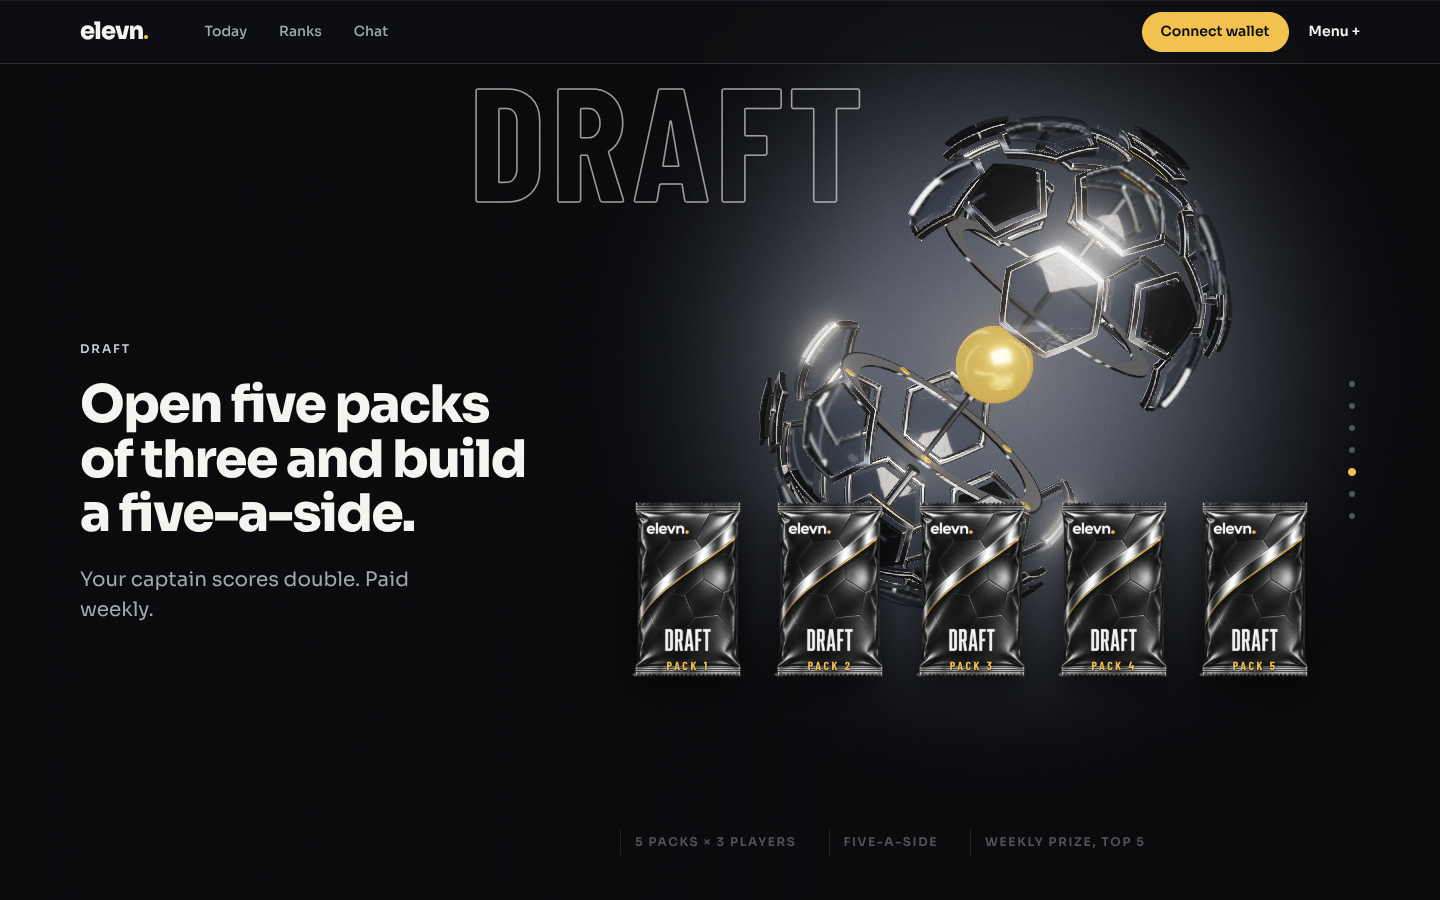 elevn.
Today
Ranks
Chat
Connect wallet
Menu +
DRAFT
DRAFT
Open five packs
of three and build
a five-a-side.
Your captain scores double. Paid
weekly.
elevn.
DRAFT
PACK 1
elevn.
DRAFT
PACK 2
elevn.
DRAFT
PACK 3
elevn.
DRAFT
PACK 4
elevn.
DRAFT
PACK 5
5 PACKS × 3 PLAYERS
FIVE-A-SIDE
WEEKLY PRIZE, TOP 5